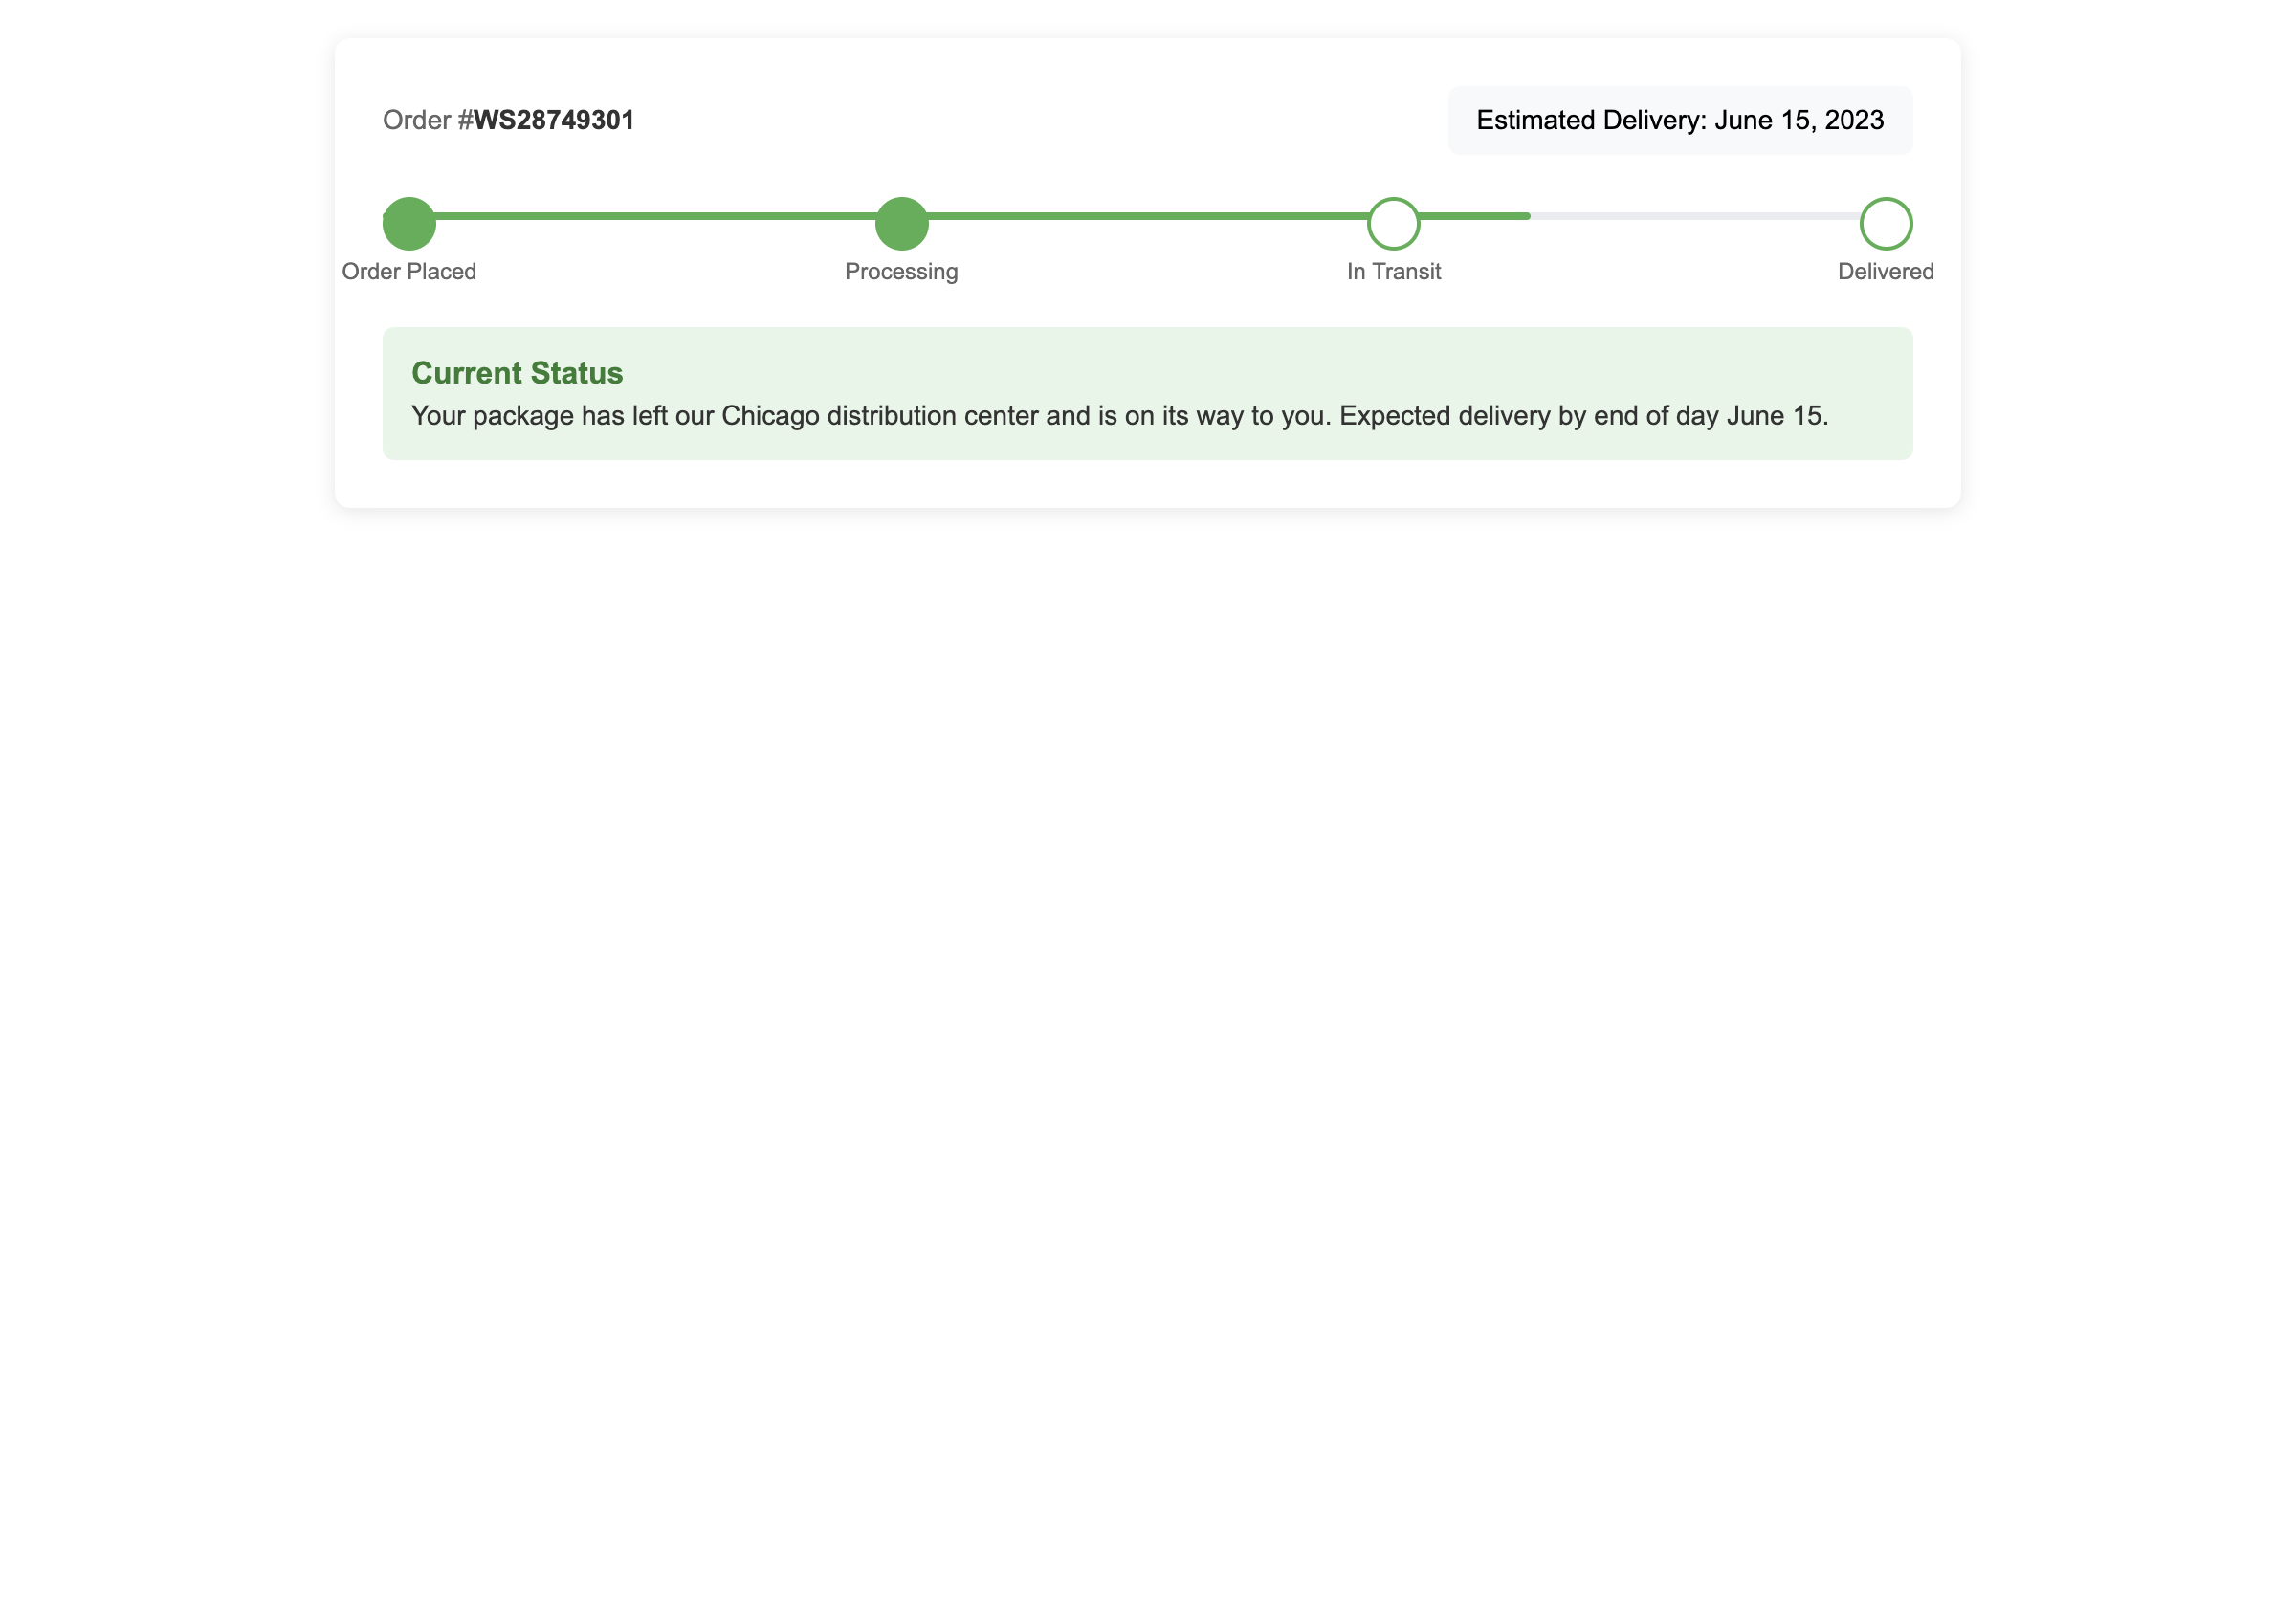 Order #WS28749301
Estimated Delivery: June 15, 2023
Order Placed
Processing
In Transit
Delivered
Current Status
Your package has left our Chicago distribution center and is on its way to you. Expected delivery by end of day June 15.